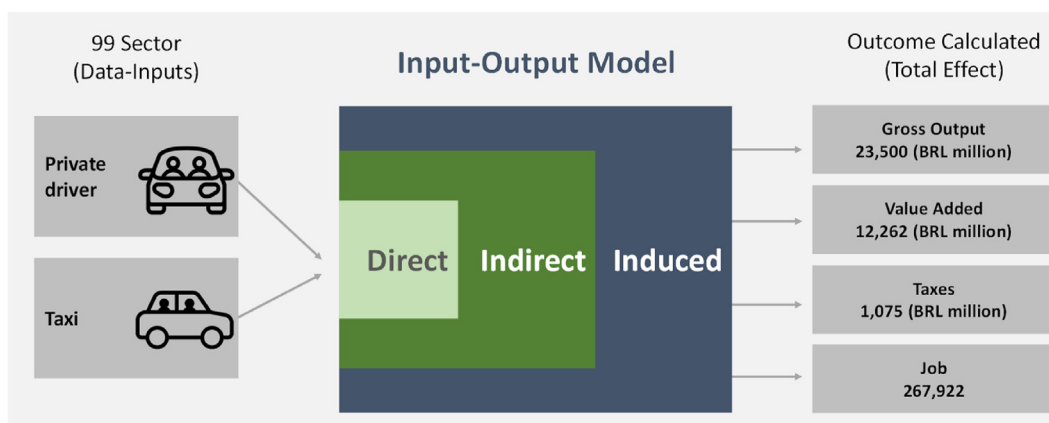 99 Sector
(Data-Inputs)
Private
driver
Taxi
Input-Output Model
Direct
Indirect
Induced
Outcome Calculated
(Total Effect)
Gross Output
23,500 (BRL million)
Value Added
12,262 (BRL million)
Taxes
1,075 (BRL million)
Job
267,922